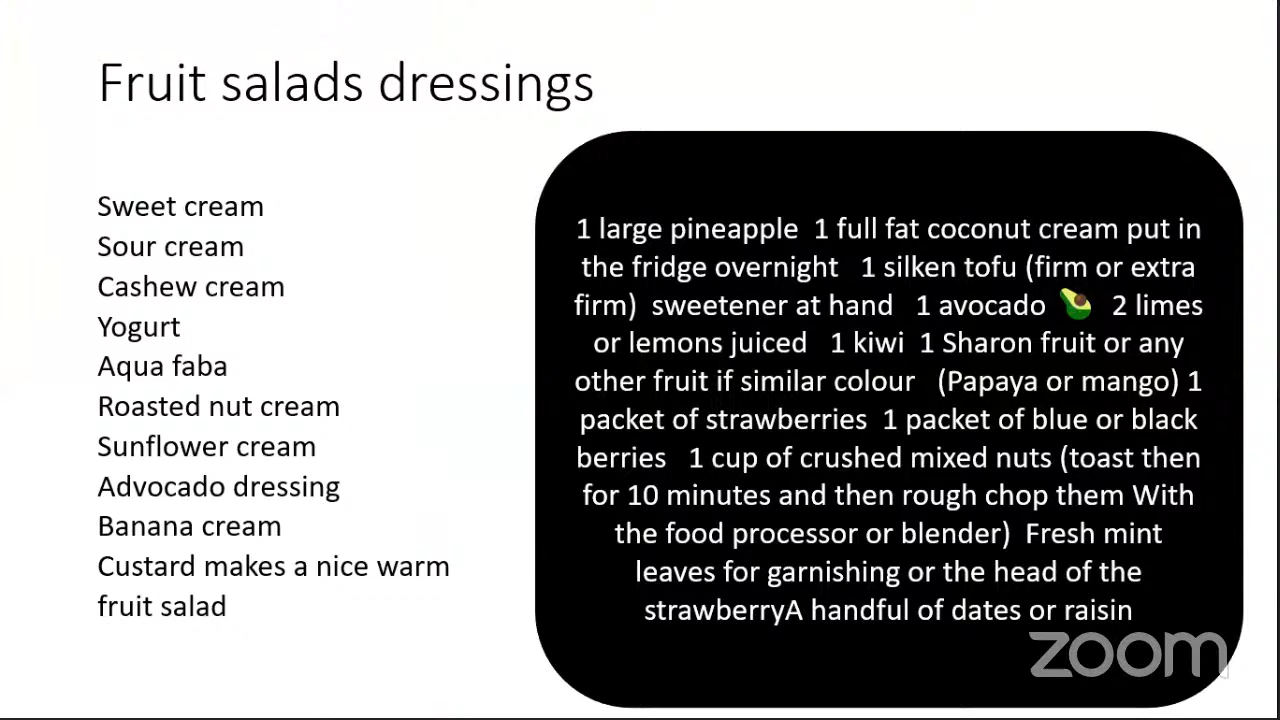 Fruit salads dressings
Sweet cream
Sour cream
Cashew cream
Yogurt
Aqua faba
Roasted nut cream
Sunflower cream
Advocado dressing
Banana cream
Custard makes a nice warm
fruit salad
1 large pineapple  1 full fat coconut cream put in
the fridge overnight   1 silken tofu (firm or extra
firm)  sweetener at hand   1 avocado 🥑  2 limes
or lemons juiced   1 kiwi  1 Sharon fruit or any
other fruit if similar colour   (Papaya or mango) 1
packet of strawberries  1 packet of blue or black
berries   1 cup of crushed mixed nuts (toast then
for 10 minutes and then rough chop them With
the food processor or blender)  Fresh mint
leaves for garnishing or the head of the
strawberryA handful of dates or raisin
zoom